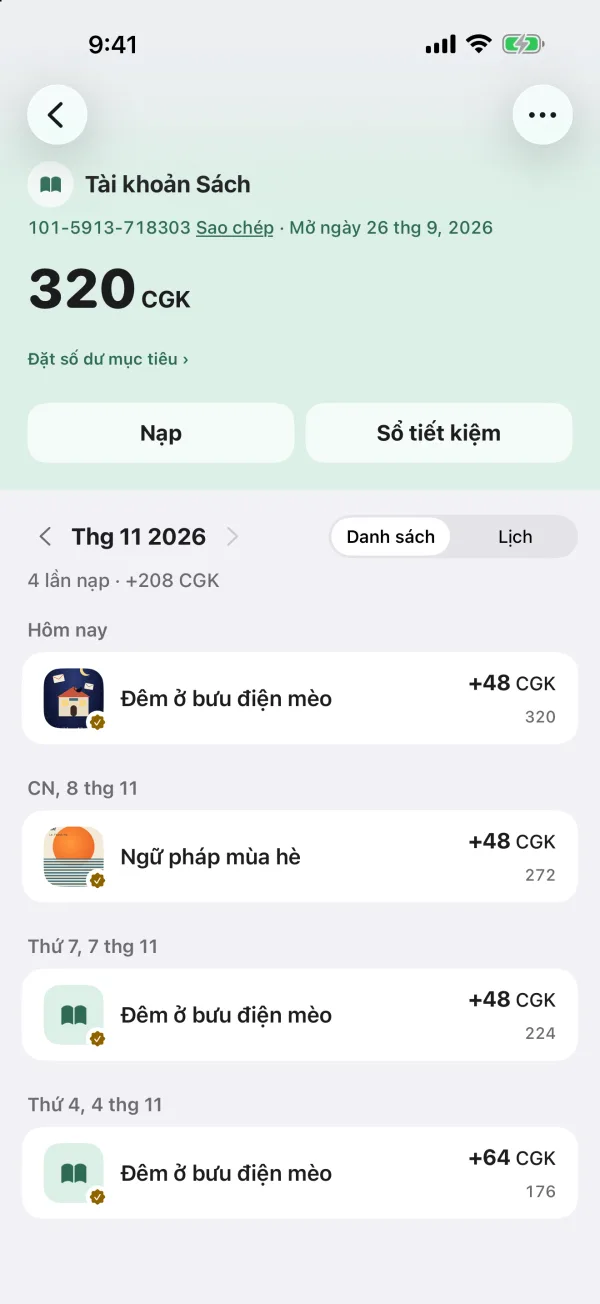 9:41
Tài khoản Sách
101-5913-718303 Sao chép · Mở ngày 26 thg 9, 2026
320 CGK
Đặt số dư mục tiêu ›
Nạp
Sổ tiết kiệm
Thg 11 2026
Danh sách
Lịch
4 lần nạp · +208 CGK
Hôm nay
Đêm ở bưu điện mèo
+48 CGK
320
CN, 8 thg 11
Ngữ pháp mùa hè
+48 CGK
272
Thứ 7, 7 thg 11
Đêm ở bưu điện mèo
+48 CGK
224
Thứ 4, 4 thg 11
Đêm ở bưu điện mèo
+64 CGK
176